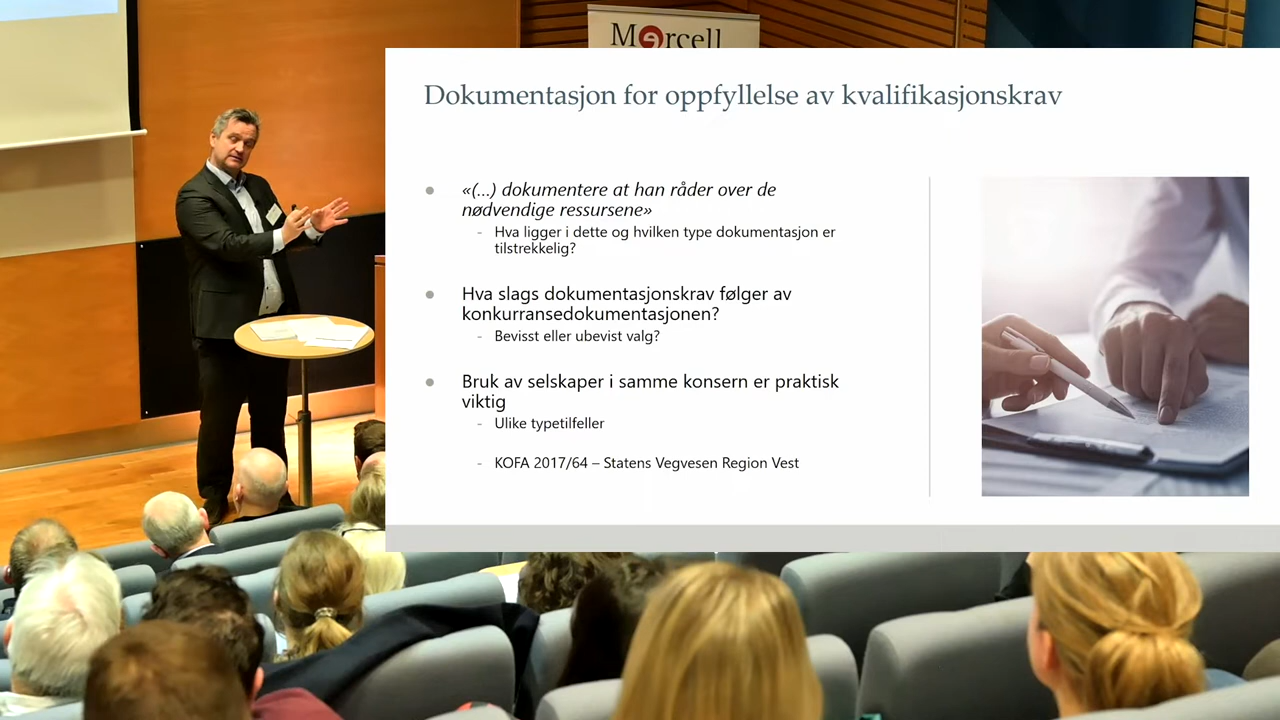 Mercell
Dokumentasjon for oppfyllelse av kvalifikasjonskrav
«(...) dokumentere at han råder over de
nødvendige ressursene»
- Hva ligger i dette og hvilken type dokumentasjon er
tilstrekkelig?
Hva slags dokumentasjonskrav følger av
konkurransedokumentasjonen?
- Bevisst eller ubevist valg?
Bruk av selskaper i samme konsern er praktisk
viktig
- Ulike typetilfeller
- KOFA 2017/64 – Statens Vegvesen Region Vest